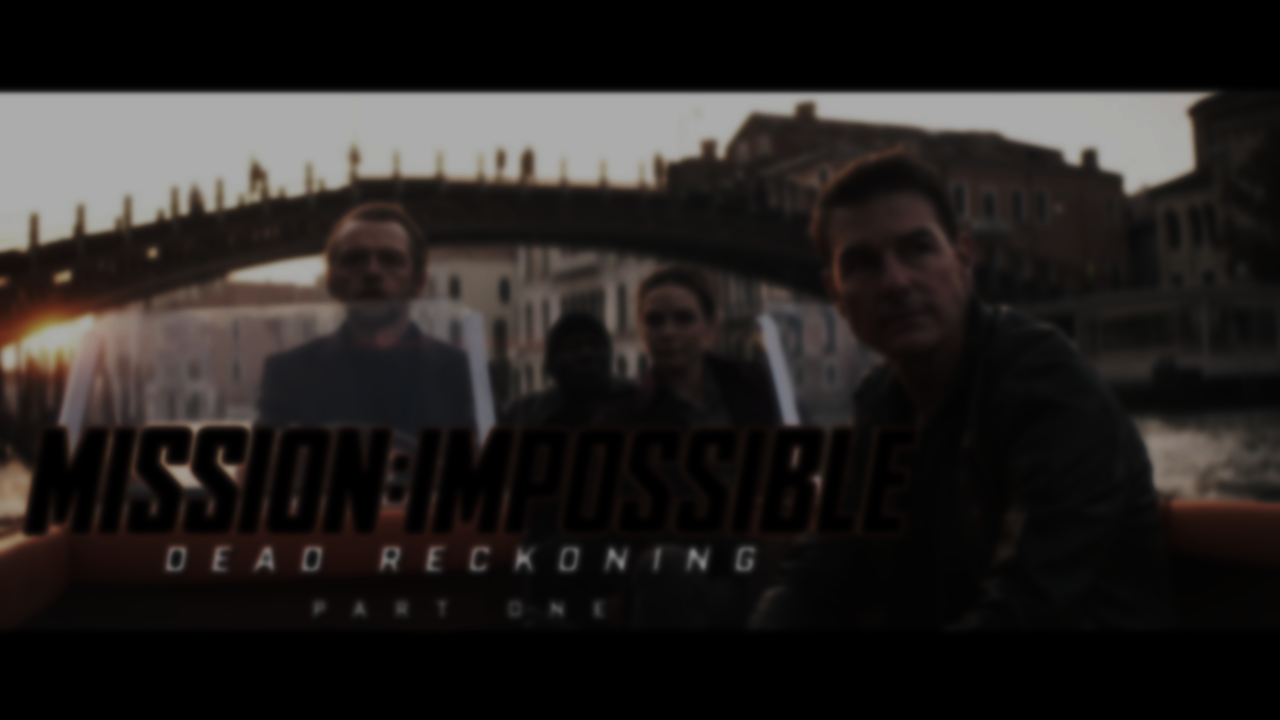 MISSION:IMPOSSIBLE
DEAD RECKONING
PART ONE